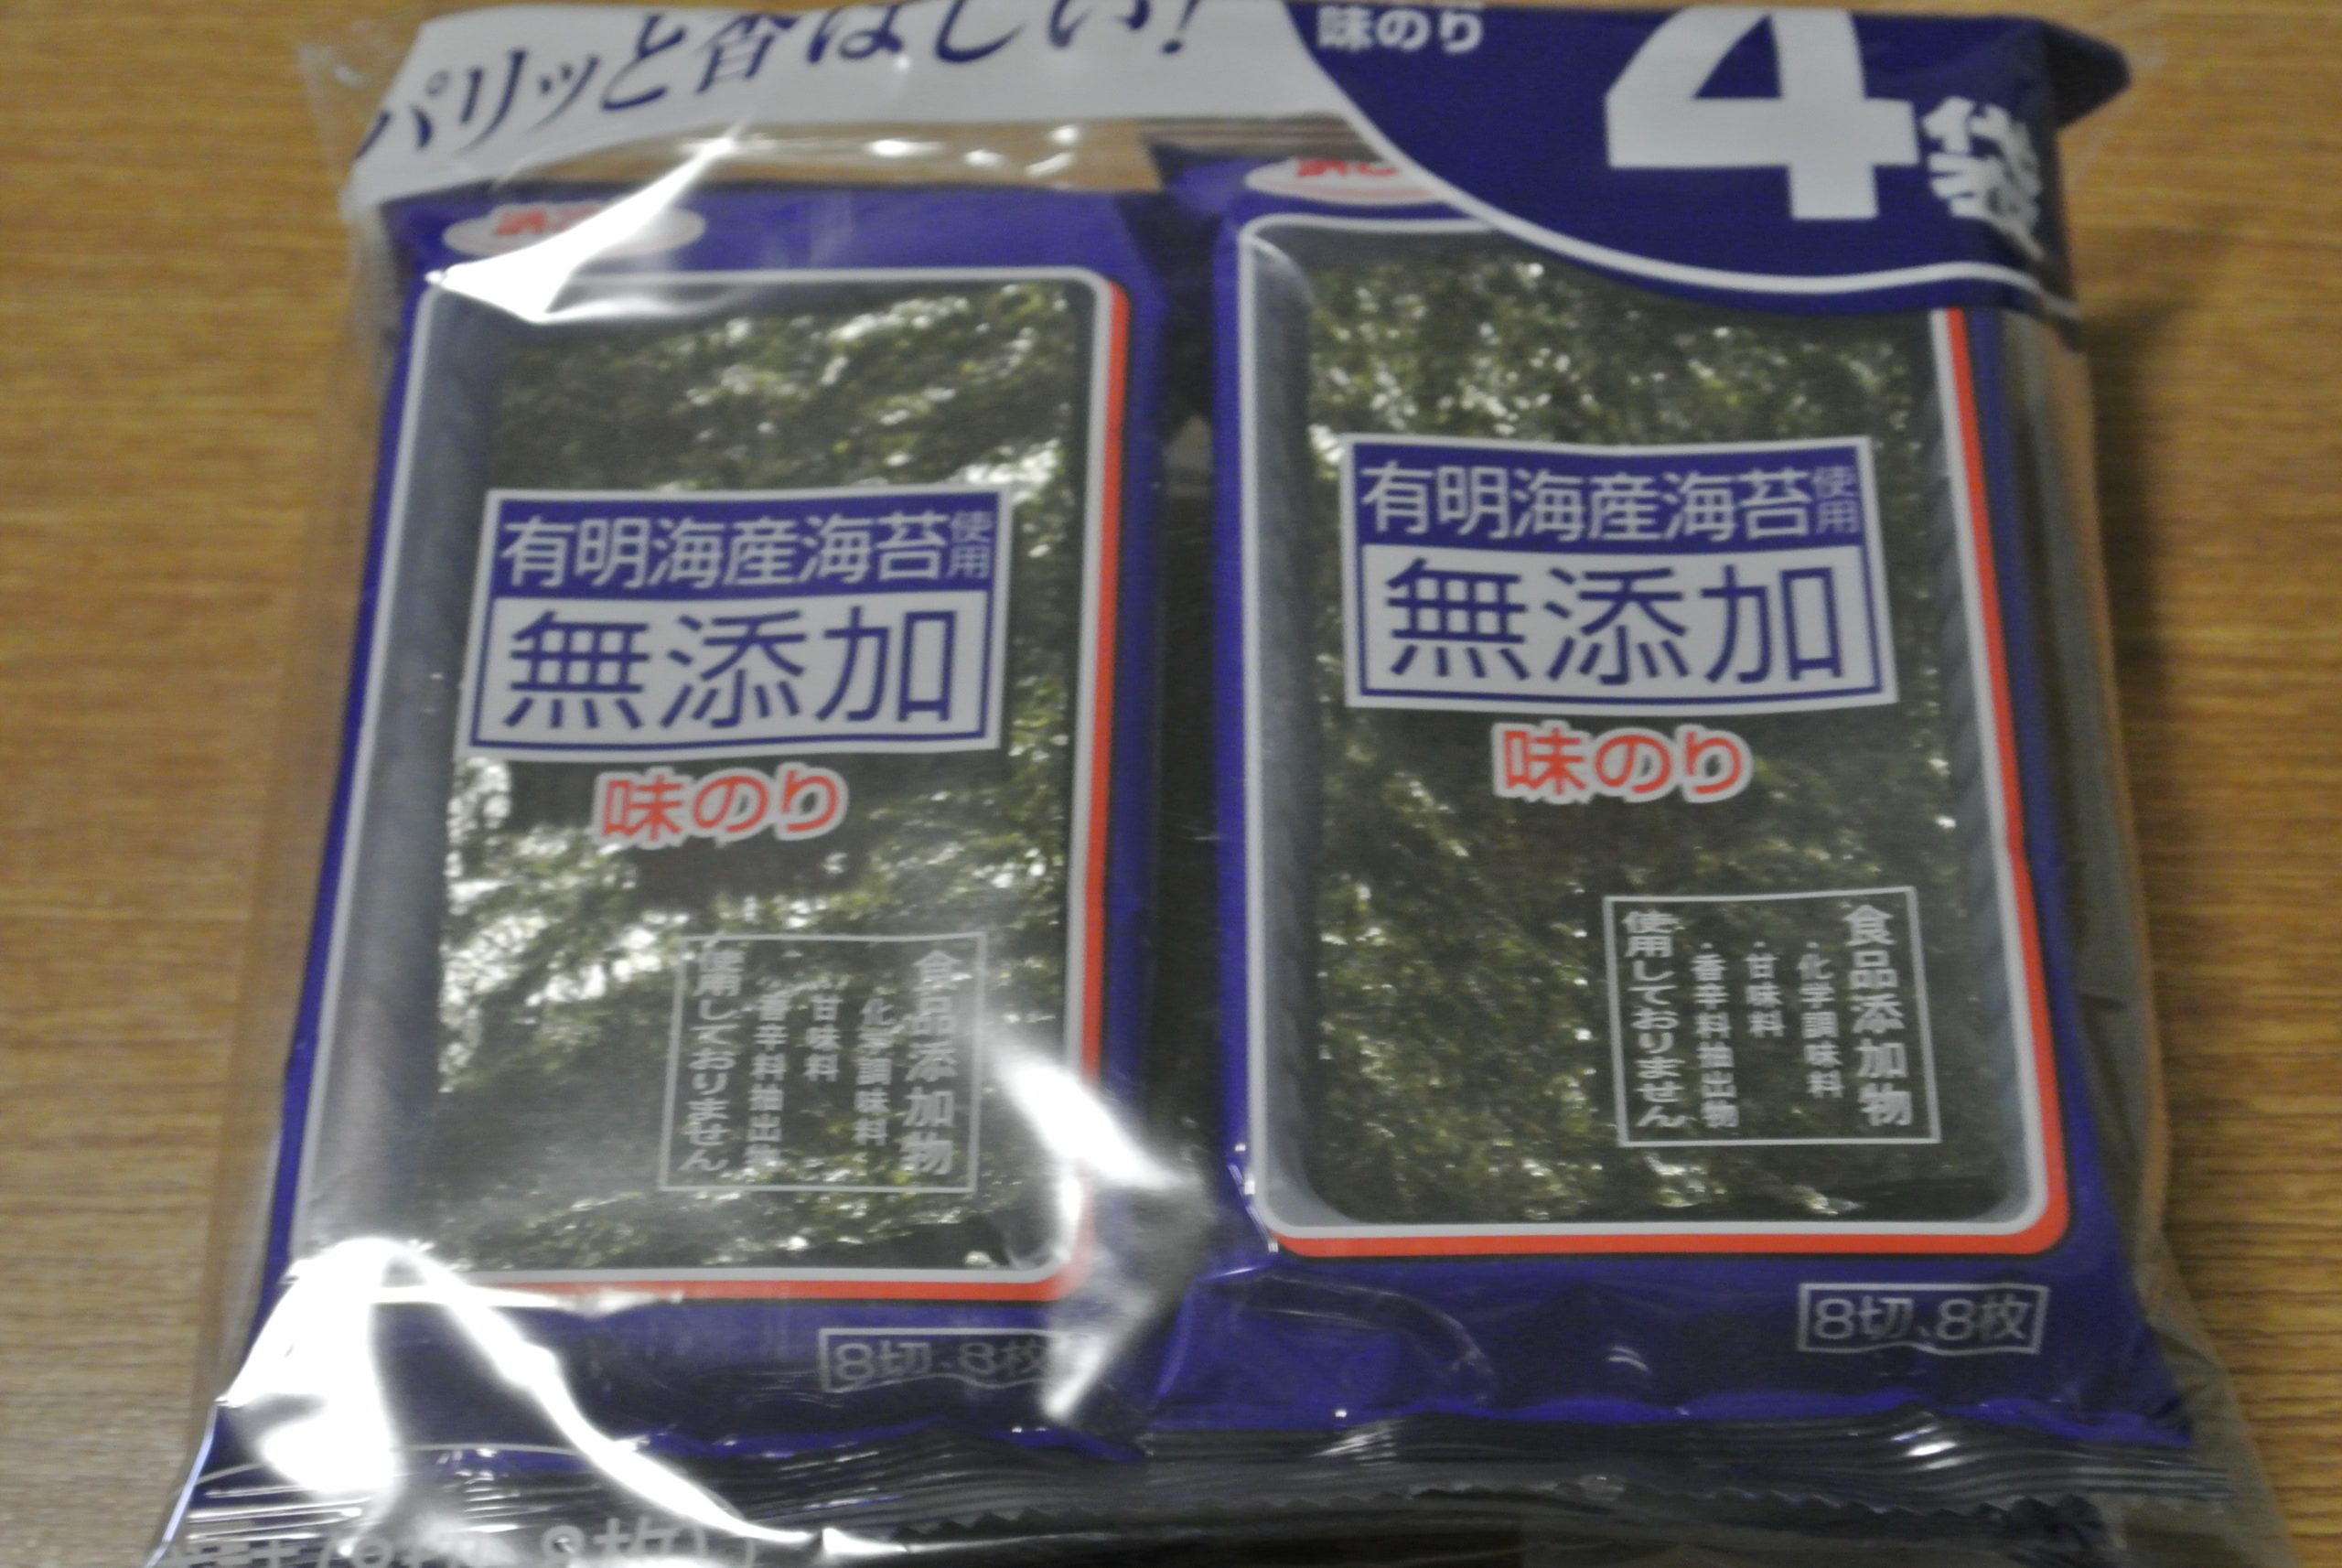 パリッと香ばしい!
味のり
4袋
有明海産海苔使用
無添加
味のり
食品添加物
・化学調味料
・甘味料
・香辛料抽出物
使用しておりません
8切、8枚
有明海産海苔使用
無添加
味のり
食品添加物
・化学調味料
・甘味料
・香辛料抽出物
使用しておりません
8切、8枚